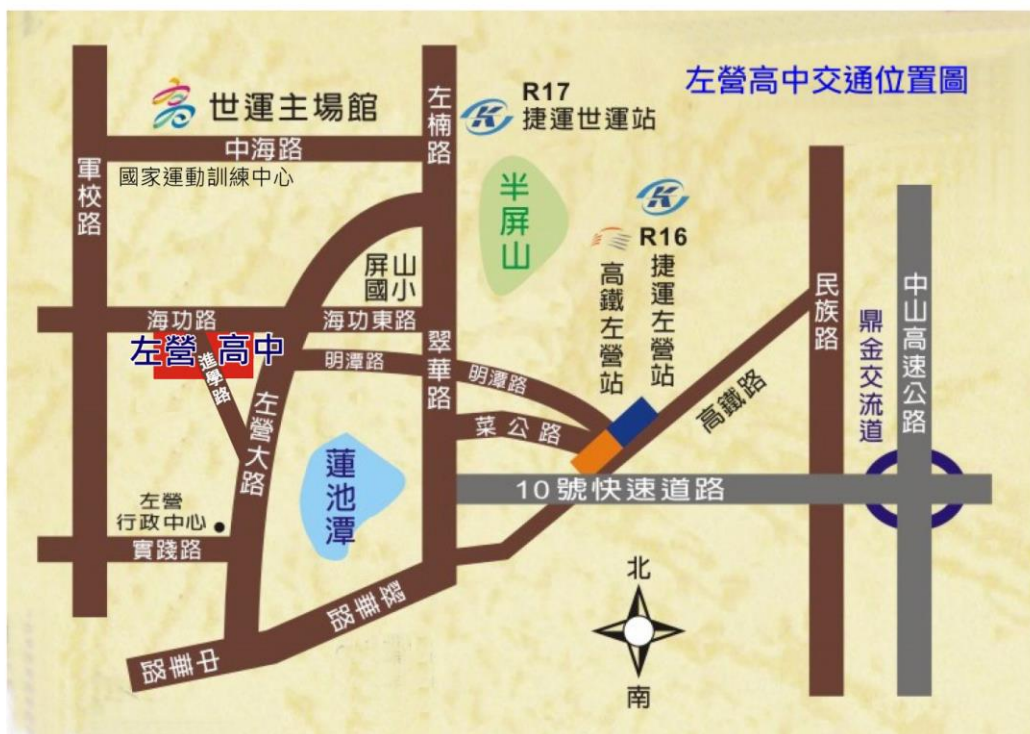 左營高中交通位置圖
世運主場館
R17
捷運世運站
中海路
國家運動訓練中心
軍校路
左楠路
半屏山
R16
捷運左營站
高鐵左營站
屏山
國小
海功路
海功東路
左營 高中
進學路
明潭路
明潭路
翠華路
菜公路
高鐵路
民族路
鼎金交流道
中山高速公路
左營大路
蓮池潭
10號快速道路
左營
行政中心
實踐路
翠華路
中華路
北
南